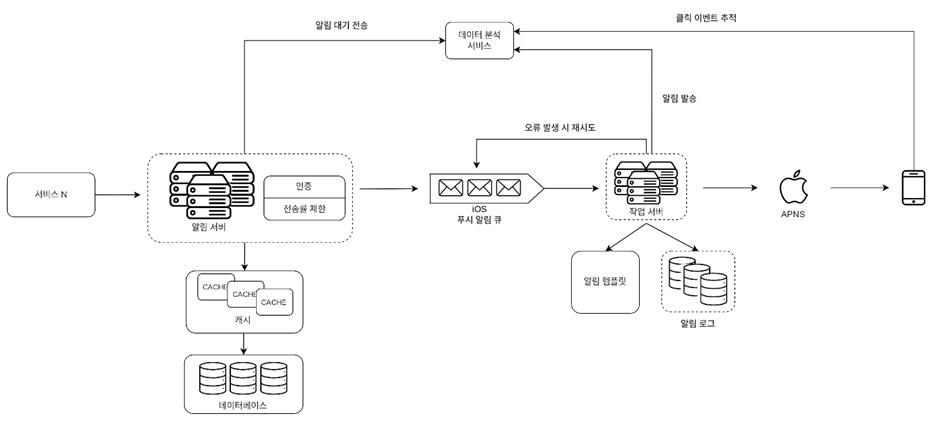 클릭 이벤트 추적
알림 대기 전송
데이터 분석
서비스
알림 발송
오류 발생 시 재시도
서비스 N
인증
전송률 제한
알림 서버
iOS
푸시 알림 큐
작업 서버
APNS
CACHE
CACHE
CACHE
캐시
알림 템플릿
알림 로그
데이터베이스